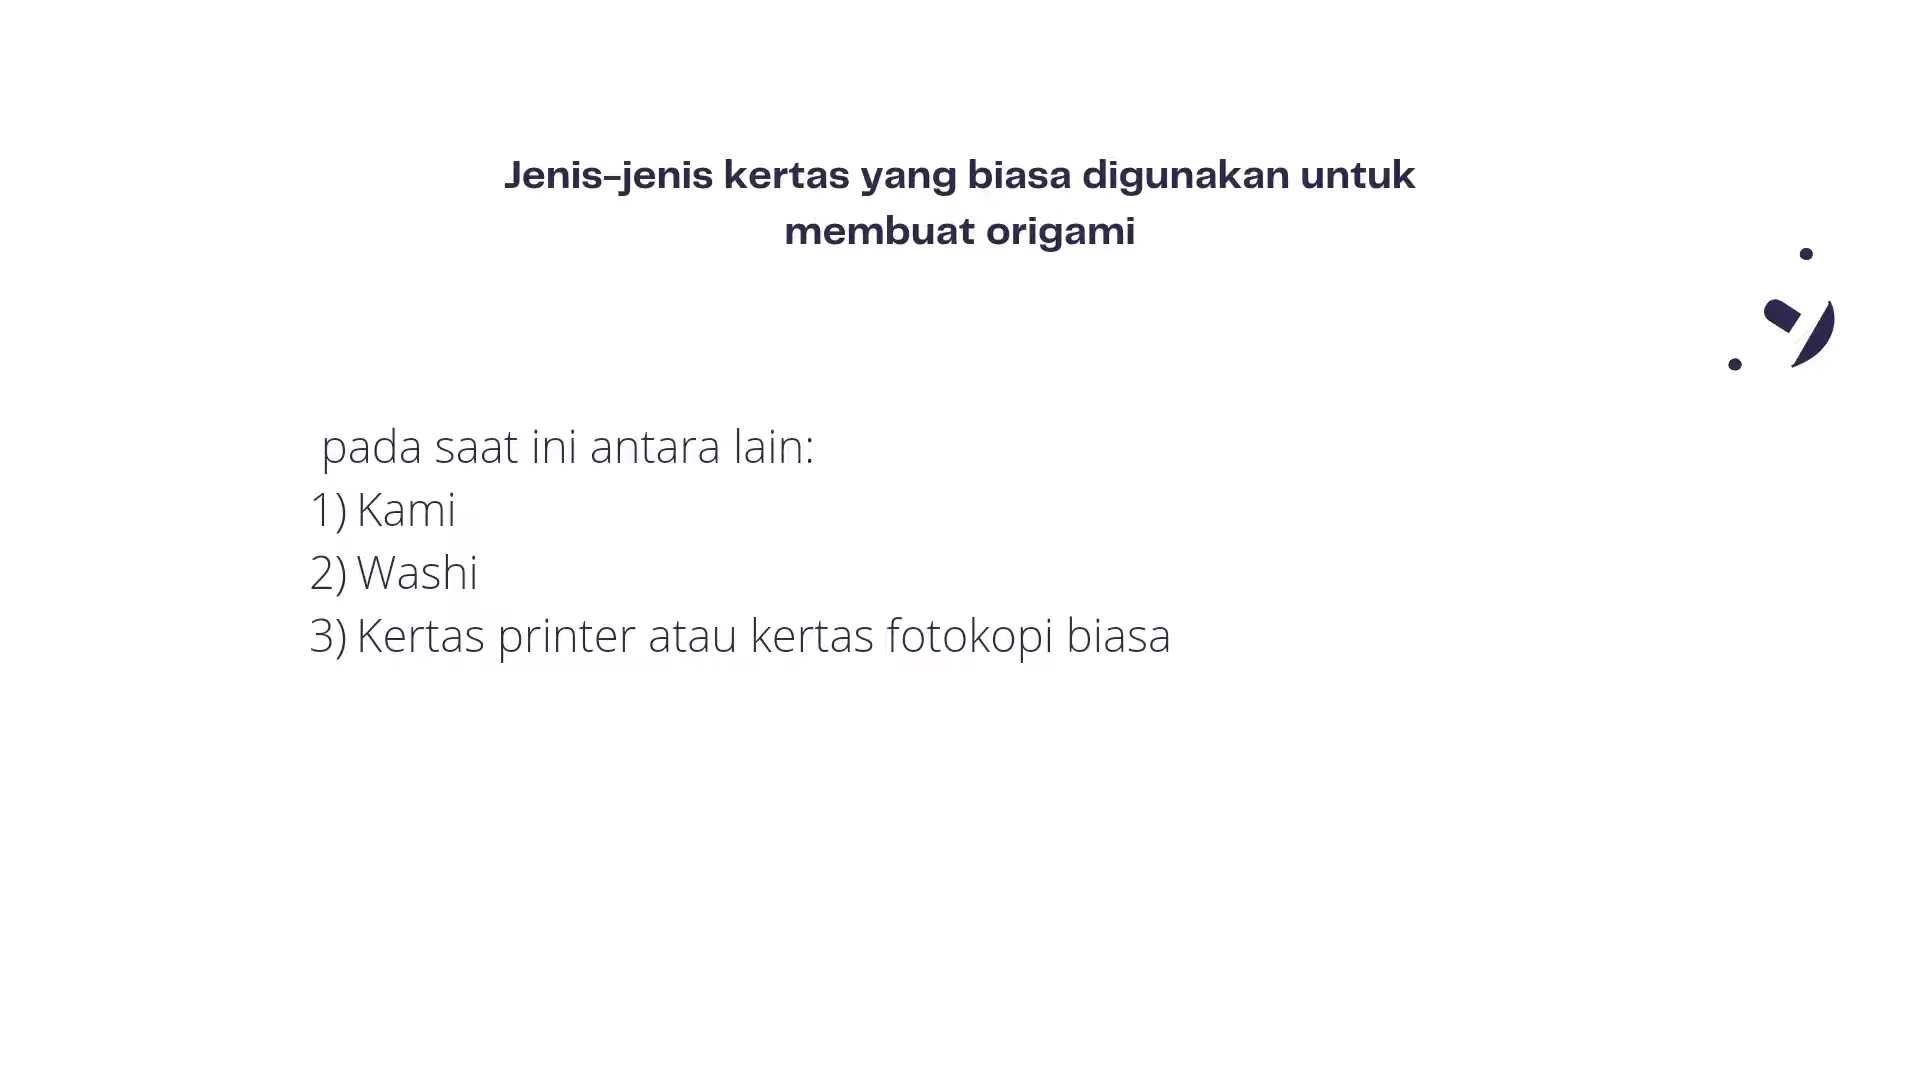 Jenis-jenis kertas yang biasa digunakan untuk
membuat origami
pada saat ini antara lain:
1) Kami
2) Washi
3) Kertas printer atau kertas fotokopi biasa